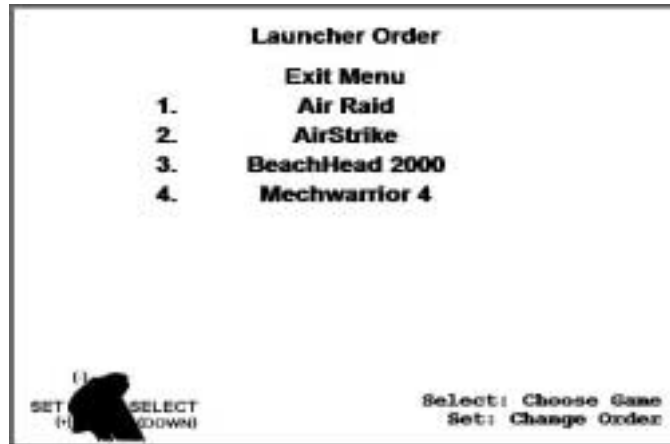 Launcher Order
Exit Menu
1. Air Raid
2. AirStrike
3. BeachHead 2000
4. Mechwarrior 4
(-)
SET SELECT
(+) (DOWN)
Select: Choose Game
Set: Change Order